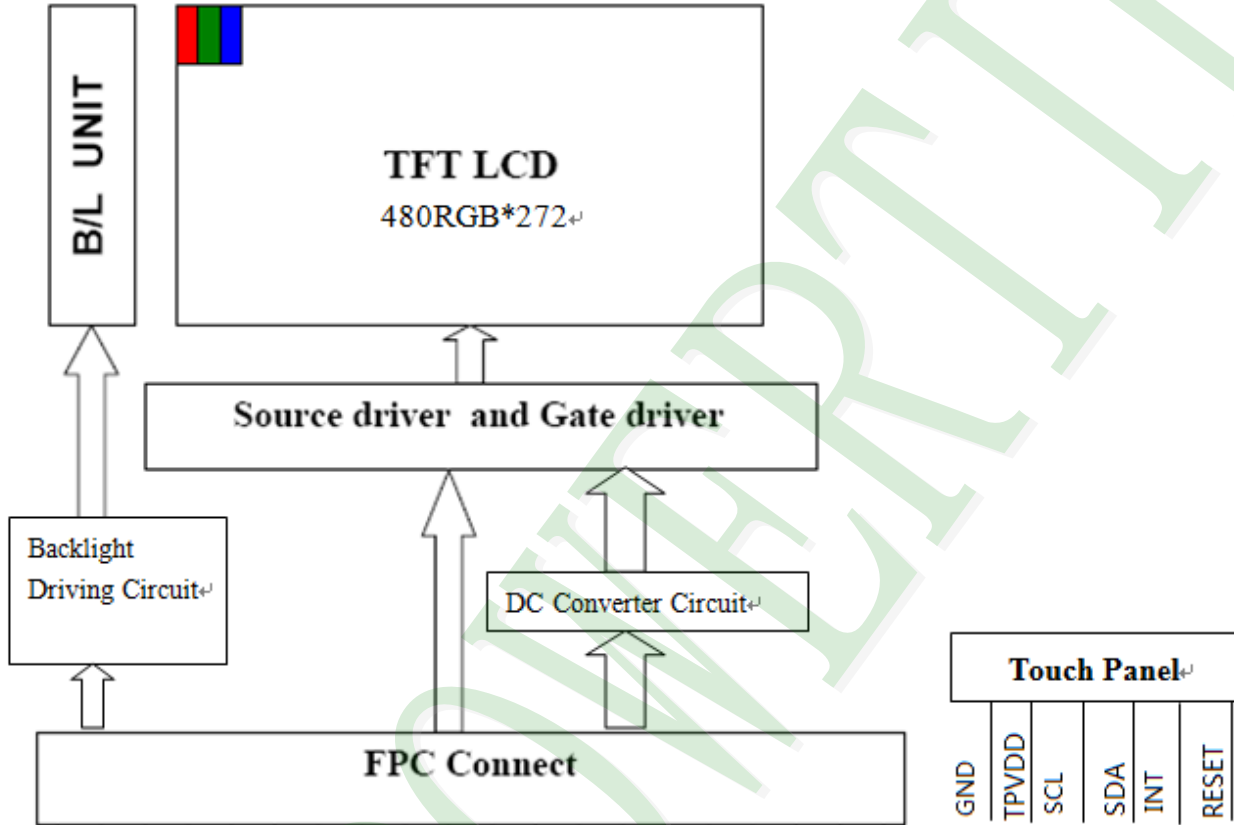 B/L UNIT
TFT LCD
480RGB*272↵
Source driver and Gate driver
Backlight
Driving Circuit↵
DC Converter Circuit↵
Touch Panel↵
FPC Connect
GND
TPVDD
SCL
SDA
INT
RESET